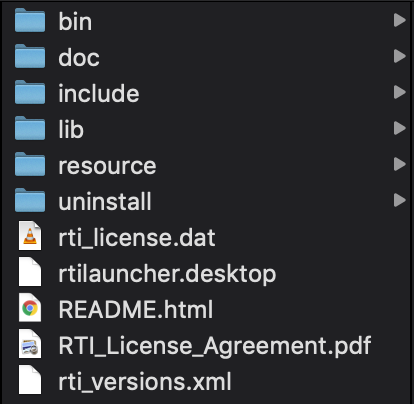 bin
doc
include
lib
resource
uninstall
rti_license.dat
rtilauncher.desktop
README.html
RTI_License_Agreement.pdf
rti_versions.xml